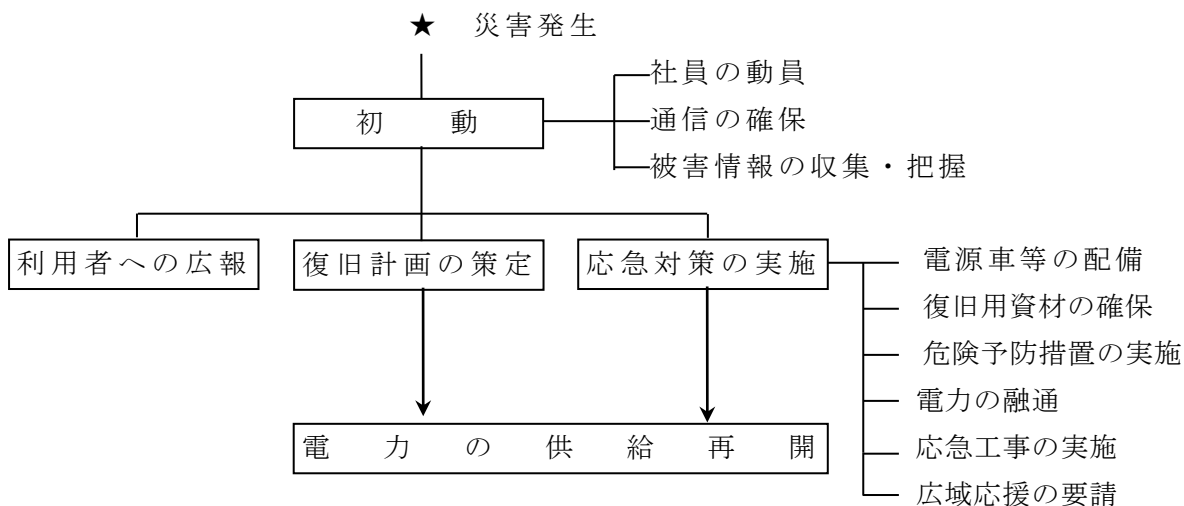 ★ 災害発生
社員の動員
初動
通信の確保
被害情報の収集・把握
利用者への広報
復旧計画の策定
応急対策の実施
電源車等の配備
復旧用資材の確保
危険予防措置の実施
電力の融通
電力の供給再開
応急工事の実施
広域応援の要請